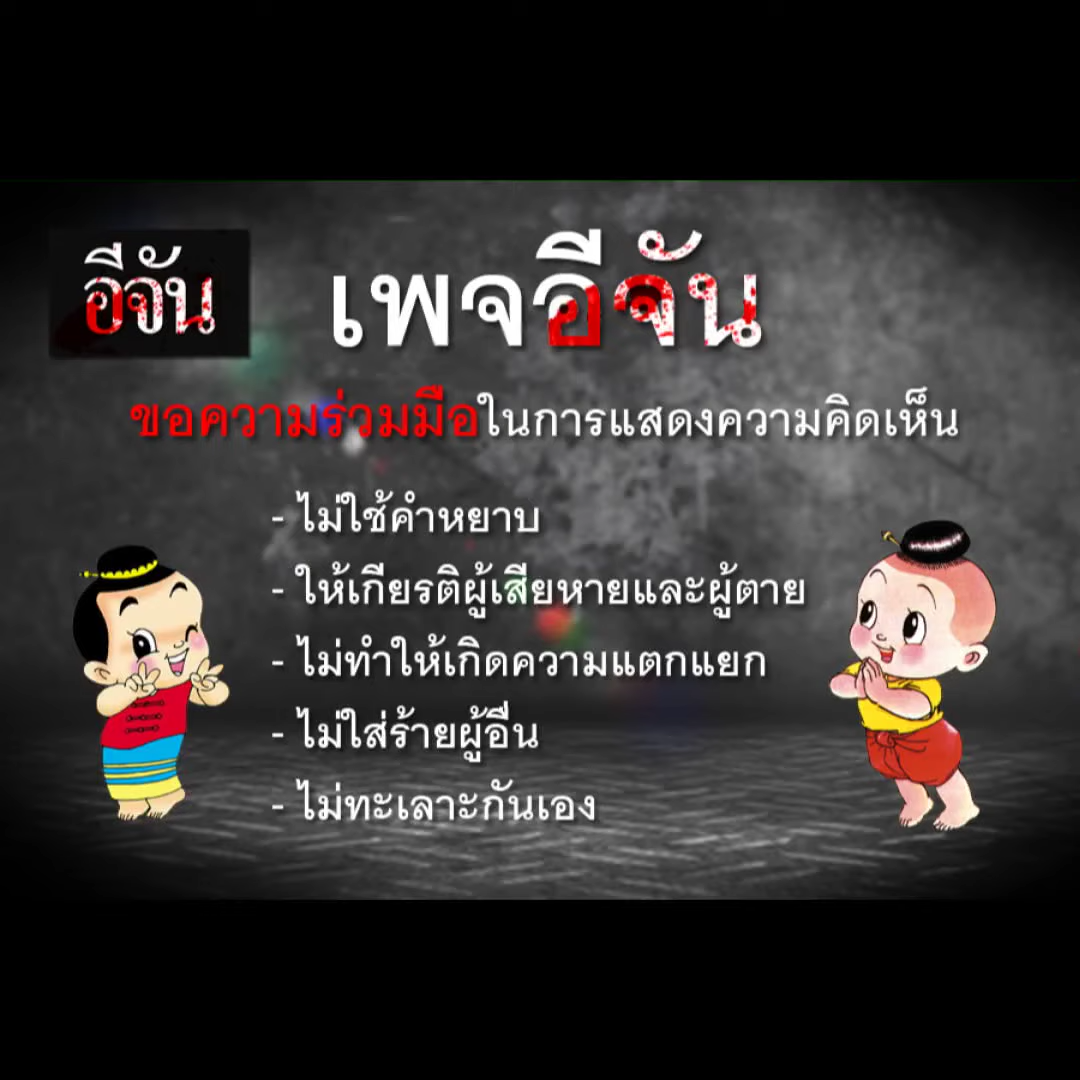 อีจัน
เพจอีจัน
ขอความร่วมมือในการแสดงความคิดเห็น
- ไม่ใช้คำหยาบ
- ให้เกียรติผู้เสียหายและผู้ตาย
- ไม่ทำให้เกิดความแตกแยก
- ไม่ใส่ร้ายผู้อื่น
- ไม่ทะเลาะกันเอง